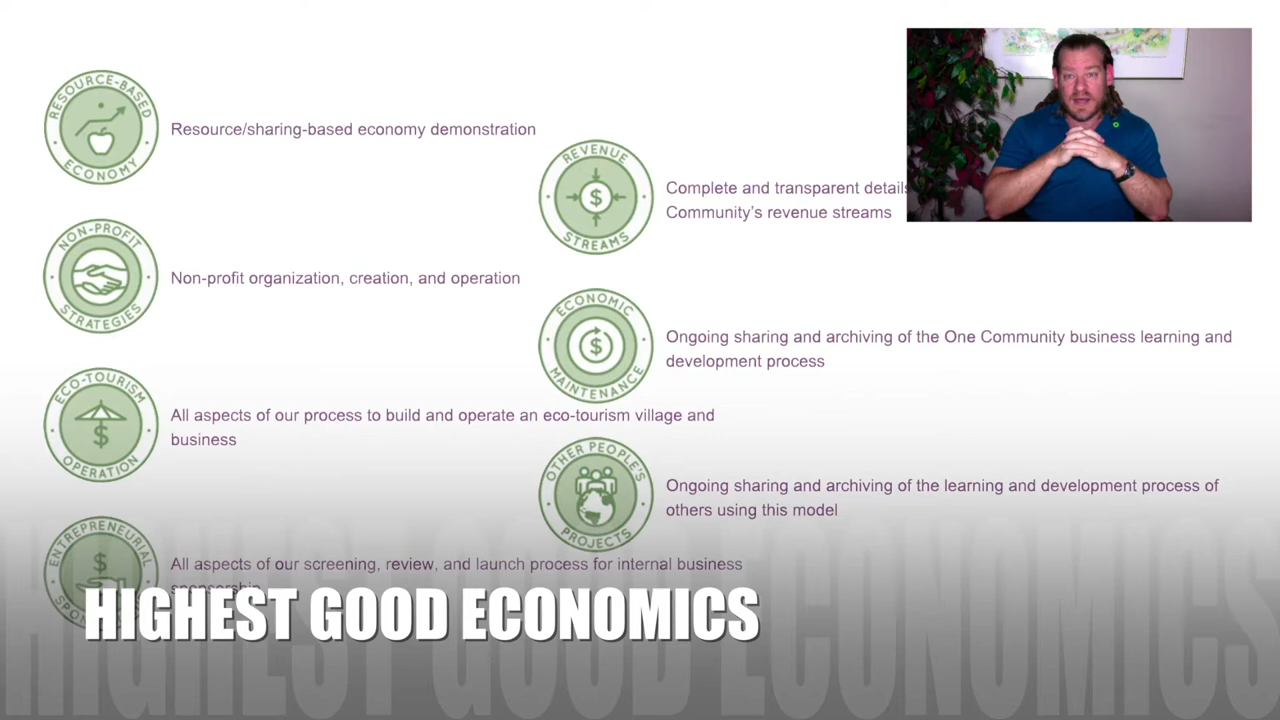 RESOURCE-BASED
ECONOMY
Resource/sharing-based economy demonstration
NON-PROFIT
STRATEGIES
Non-profit organization, creation, and operation
ECO-TOURISM
OPERATION
All aspects of our process to build and operate an eco-tourism village and
business
ENTREPRENEURIAL
All aspects of our screening, review, and launch process for internal business
sponsorship
REVENUE
STREAMS
Complete and transparent details
Community's revenue streams
ECONOMIC
MAINTENANCE
Ongoing sharing and archiving of the One Community business learning and
development process
OTHER PEOPLE'S
PROJECTS
Ongoing sharing and archiving of the learning and development process of
others using this model
HIGHEST GOOD ECONOMICS
HIGHEST GOOD ECONOMICS